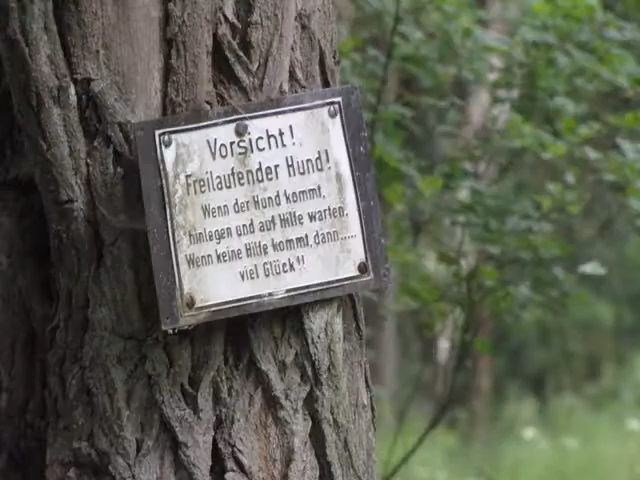 Vorsicht!
Freilaufender Hund!
Wenn der Hund kommt,
hinlegen und auf Hilfe warten.
Wenn keine Hilfe kommt, dann.....
viel Glück!!